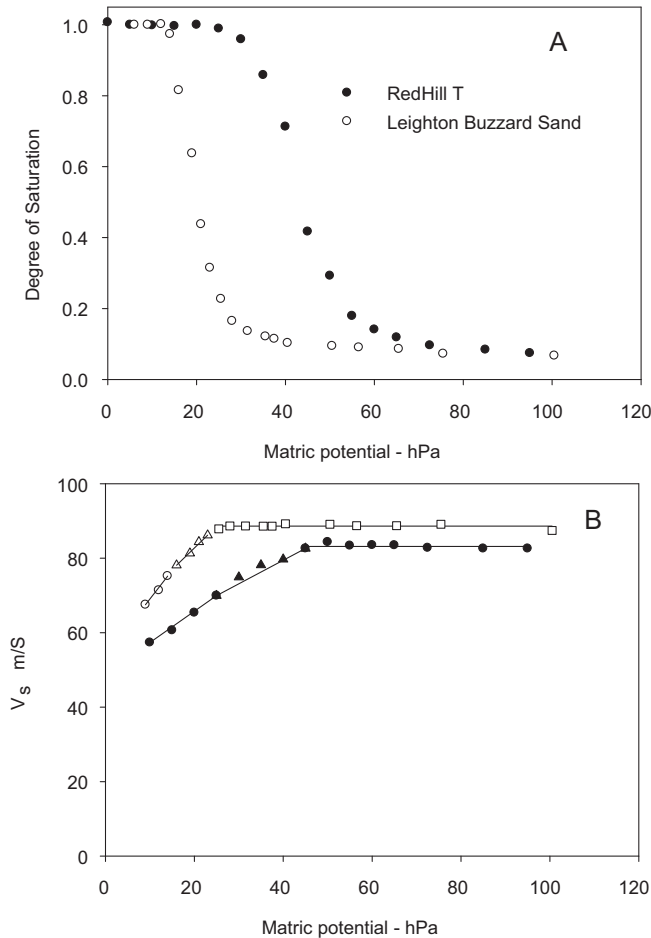 A
1.0
0.8
0.6
0.4
0.2
0.0
Degree of Saturation
RedHill T
Leighton Buzzard Sand
0 20 40 60 80 100 120
Matric potential - hPa
B
100
80
60
40
20
0
Vs m/S
0 20 40 60 80 100 120
Matric potential - hPa